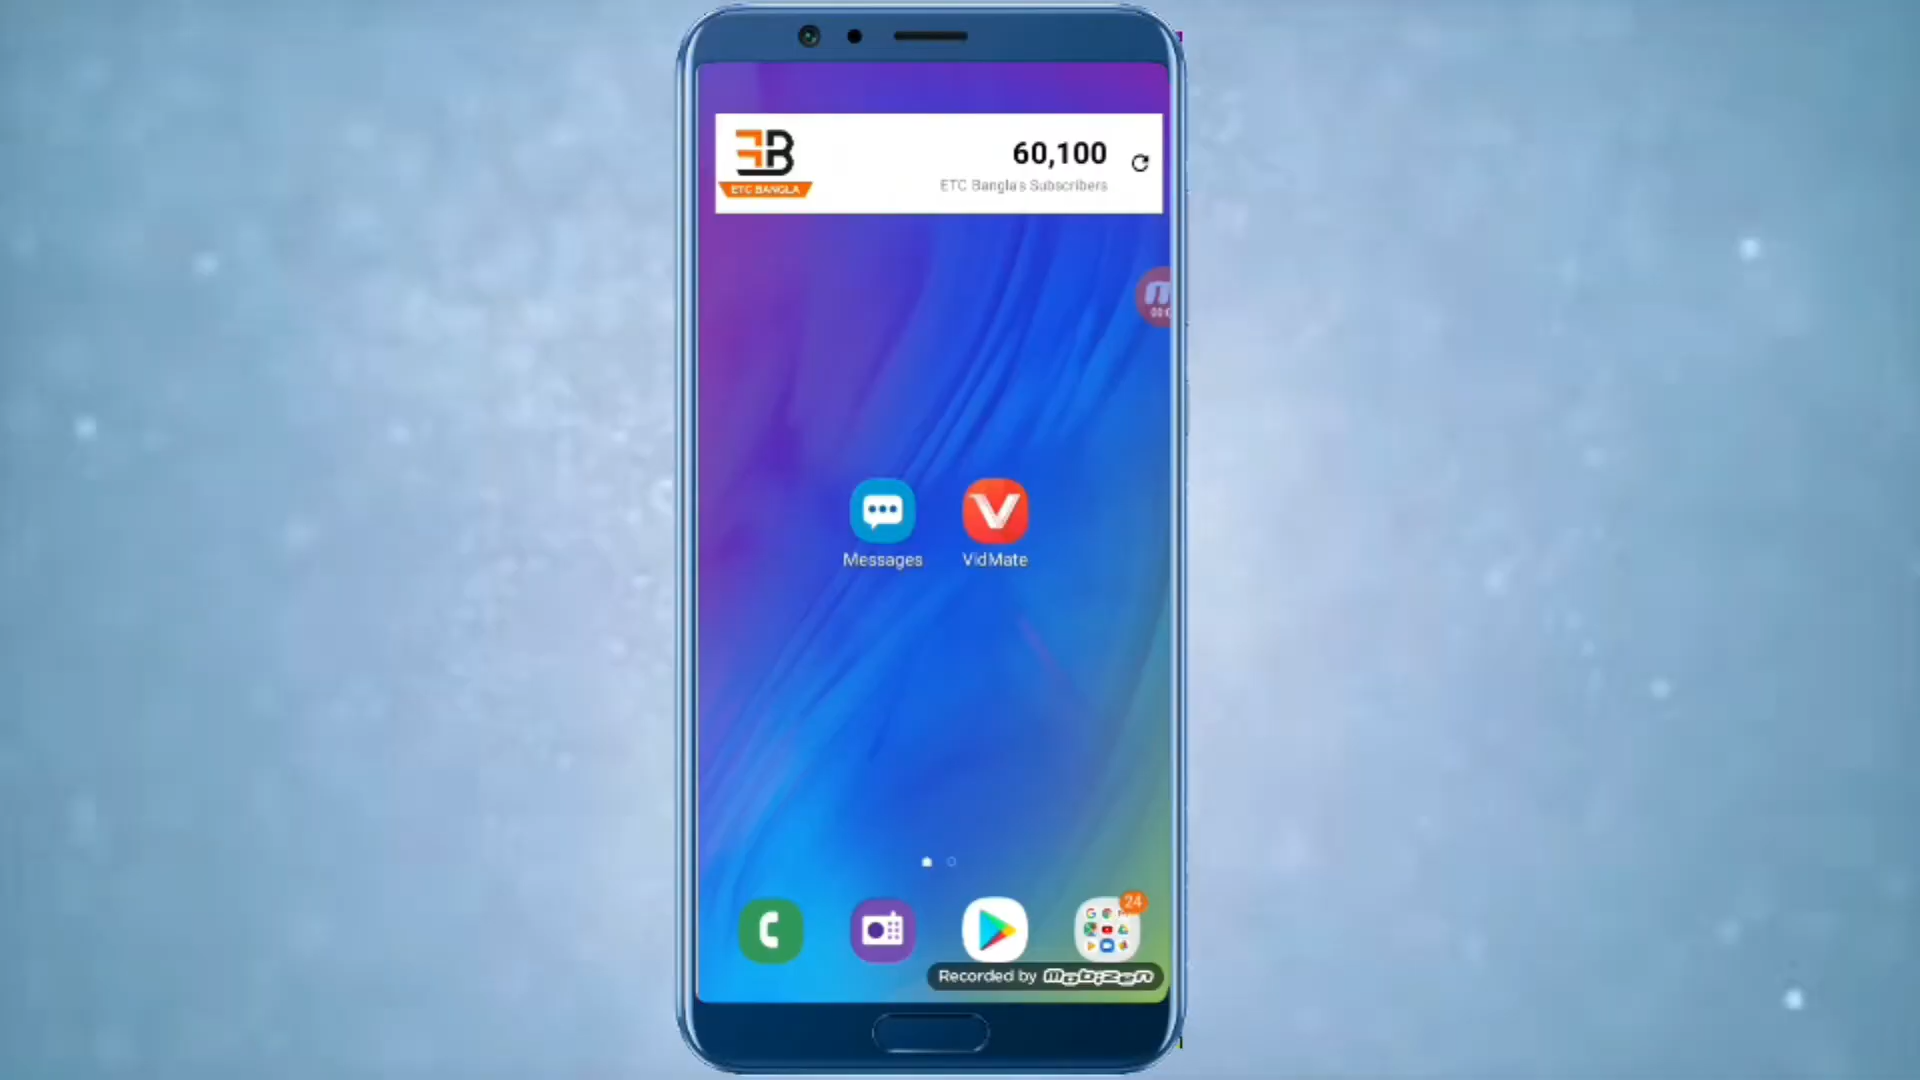 60,100
ETC BANGLA
ETC Bangla's Subscribers
Messages
VidMate
24
Recorded by mobizen